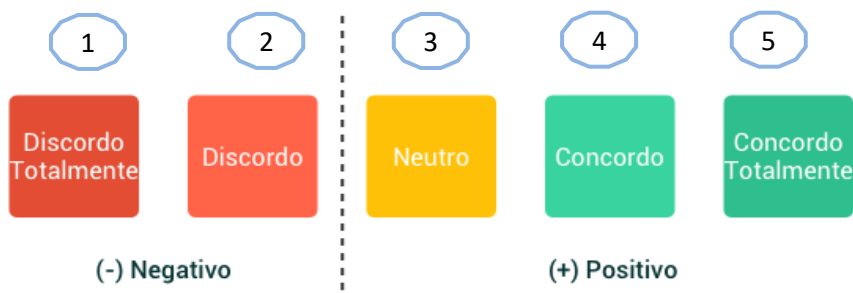 1
2
3
4
5
Discordo
Totalmente
Discordo
Neutro
Concordo
Concordo
Totalmente
(-) Negativo
(+) Positivo